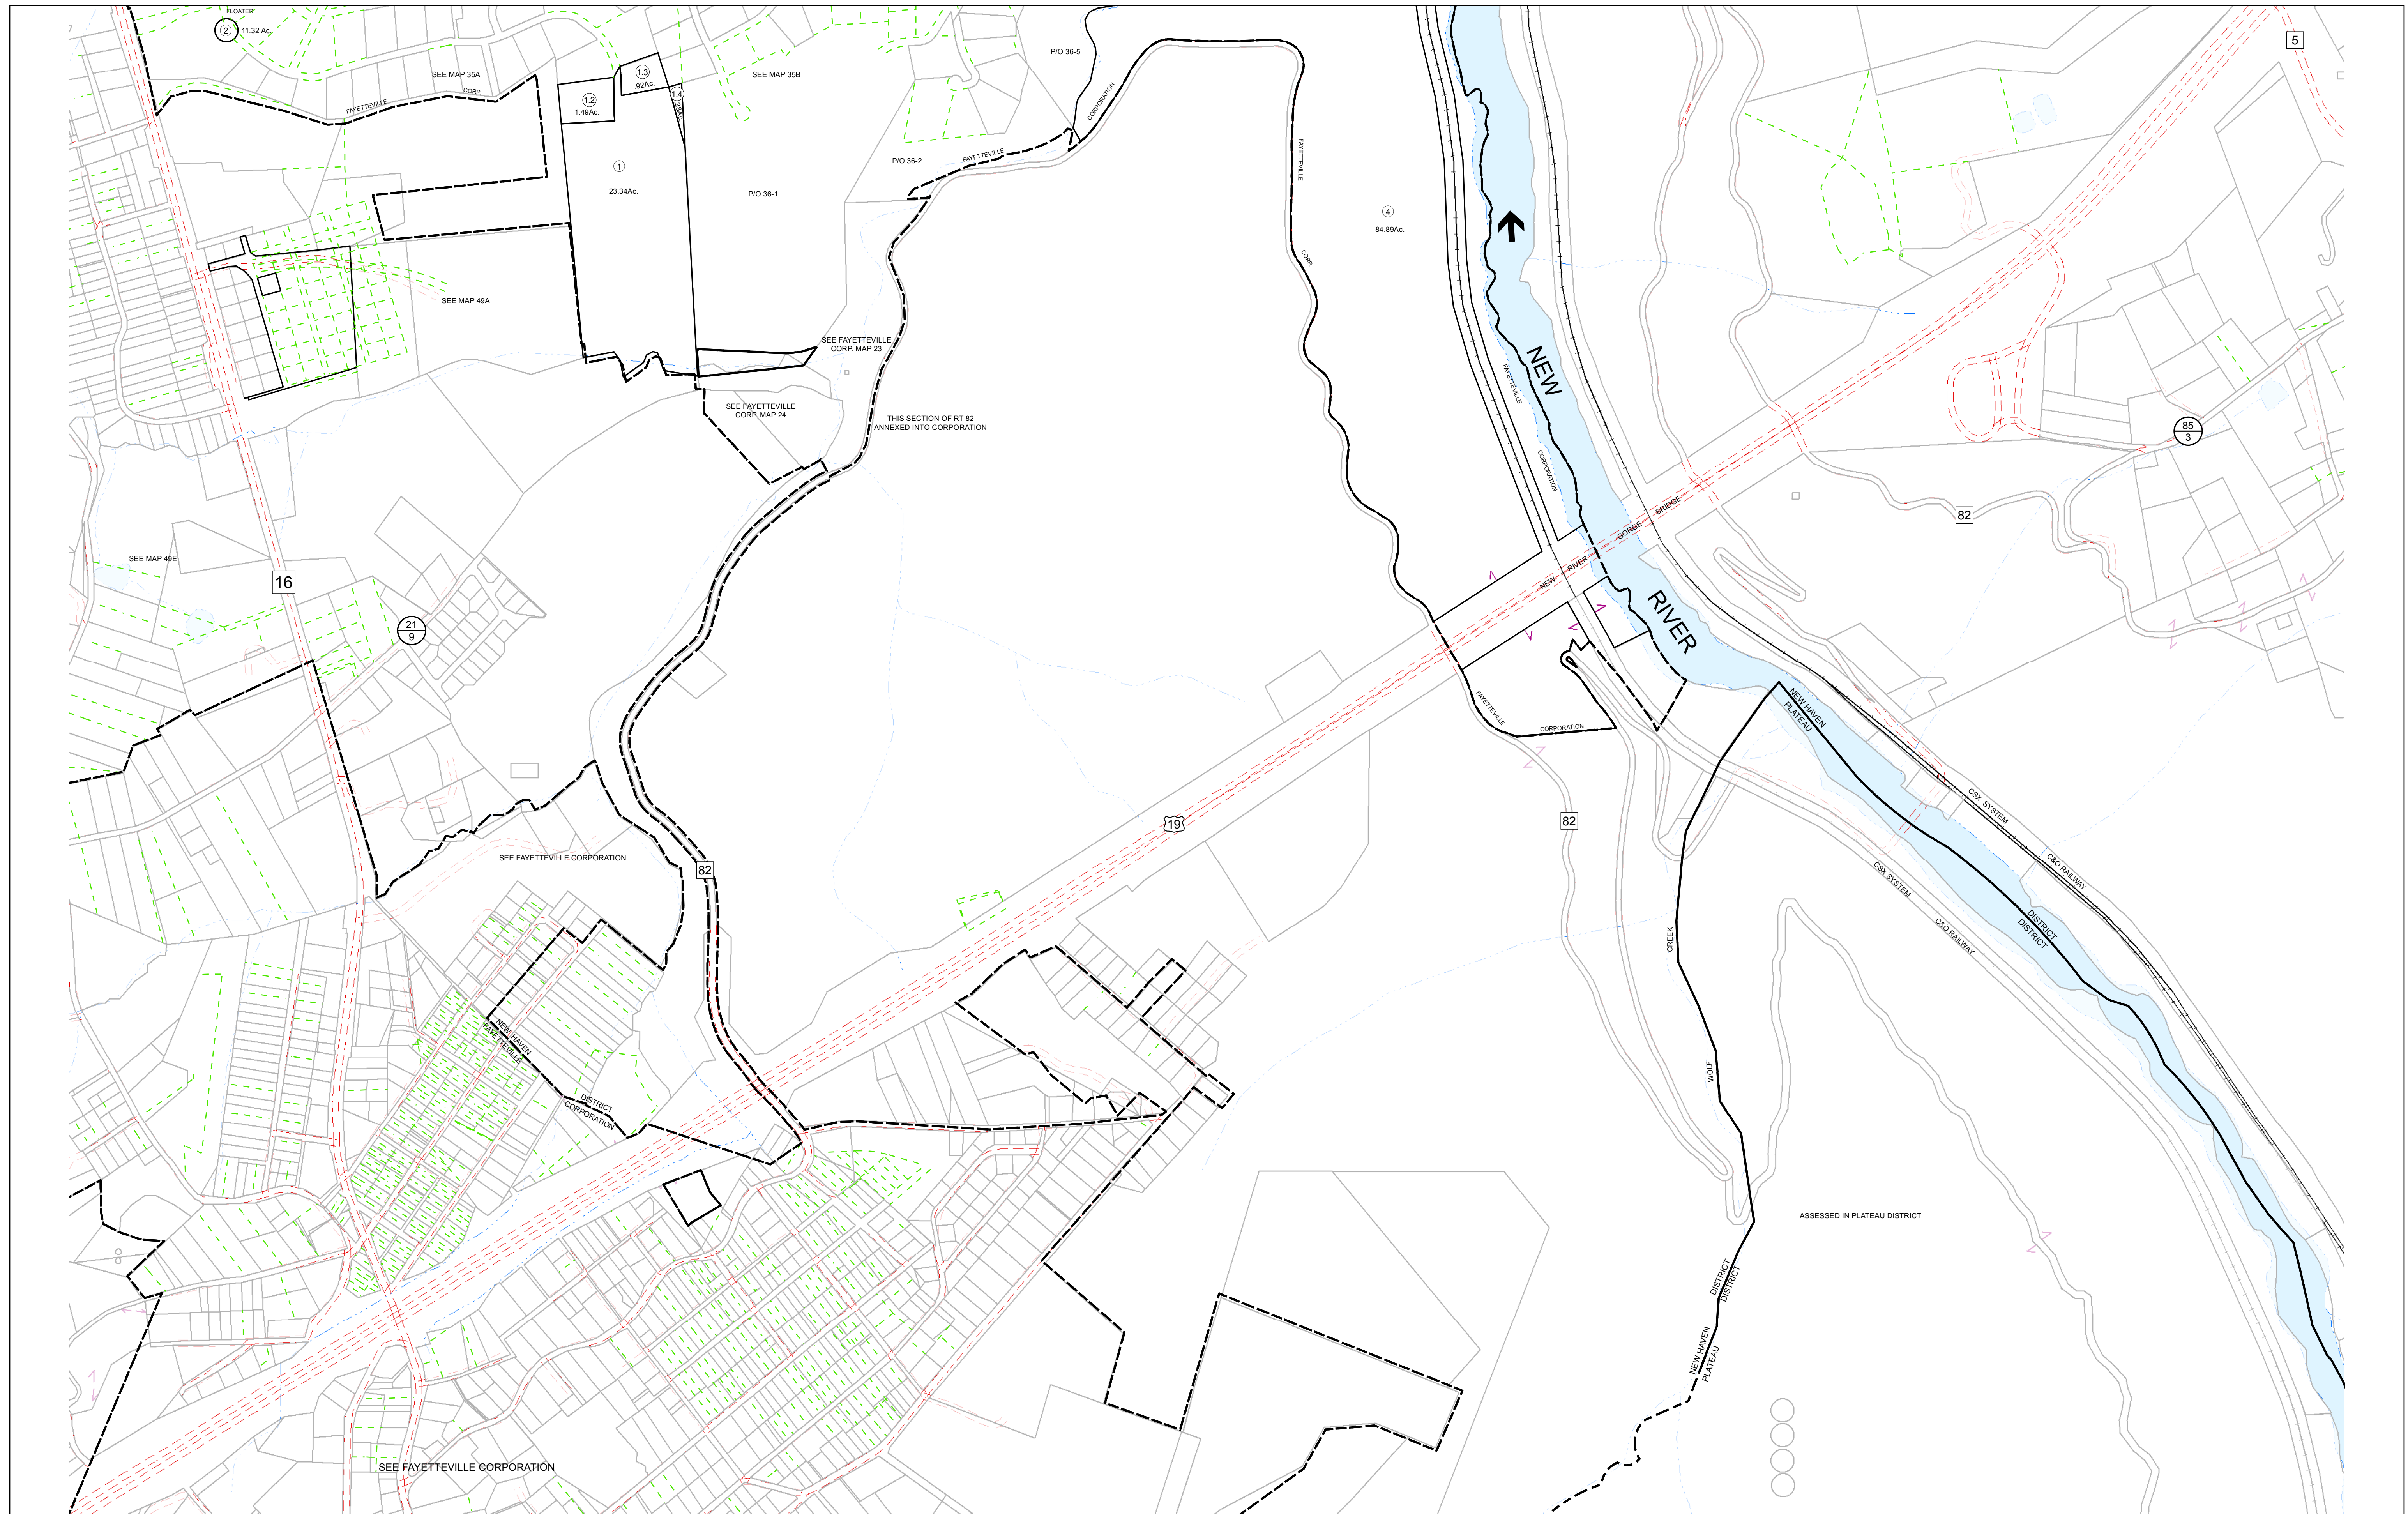 FLOATER
2
11.32 Ac.
5
P/O 36-5
SEE MAP 35A
1.3
.92Ac.
SEE MAP 35B
FAYETTEVILLE
CORP.
1.2
1.49Ac.
1.4
.28Ac.
CORPORATION
FAYETTEVILLE
P/O 36-2
1
23.34Ac.
P/O 36-1
FAYETTEVILLE
CORP
4
84.89Ac.
SEE MAP 49A
SEE FAYETTEVILLE
CORP. MAP 23
SEE FAYETTEVILLE
CORP. MAP 24
THIS SECTION OF RT 82
ANNEXED INTO CORPORATION
NEW
RIVER
FAYETTEVILLE
CORPORATION
85
3
82
SEE MAP 49E
16
21
9
NEW RIVER GORGE BRIDGE
FAYETTEVILLE
CORPORATION
NEW HAVEN
PLATEAU
82
19
82
SEE FAYETTEVILLE CORPORATION
CSX SYSTEM
C&O RAILWAY
CSX SYSTEM
C&O RAILWAY
DISTRICT
DISTRICT
CREEK
WOLF
NEW HAVEN
FAYETTEVILLE
DISTRICT
CORPORATION
ASSESSED IN PLATEAU DISTRICT
DISTRICT
DISTRICT
NEW HAVEN
PLATEAU
SEE FAYETTEVILLE CORPORATION